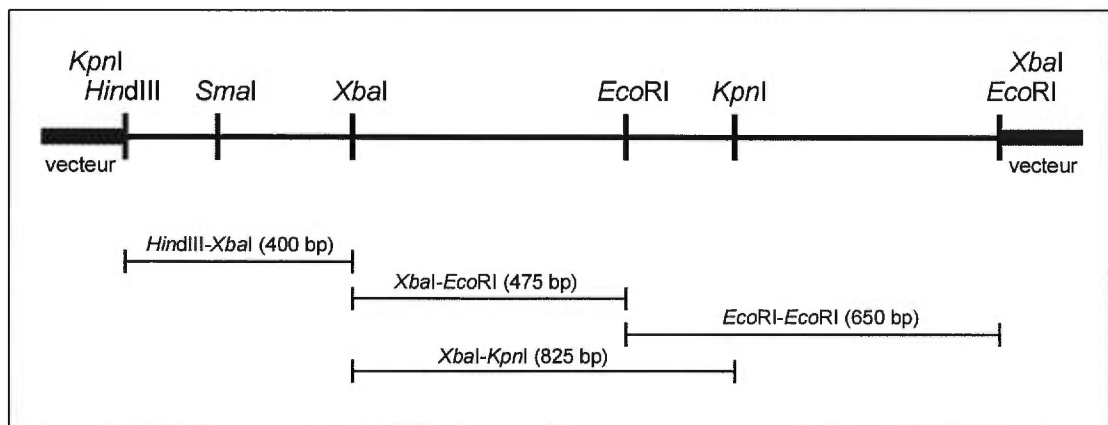 KpnI XbaI
HindIII SmaI XbaI EcoRI KpnI EcoRI
vecteur vecteur
HindIII-XbaI (400 bp)
XbaI-EcoRI (475 bp)
EcoRI-EcoRI (650 bp)
XbaI-KpnI (825 bp)